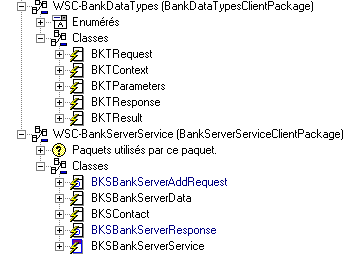 WSC-BankDataTypes (BankDataTypesClientPackage)
Enumérés
Classes
BKTRequest
BKTContext
BKTParameters
BKTResponse
BKTResult
WSC-BankServerService (BankServerServiceClientPackage)
Paquets utilisés par ce paquet.
Classes
BKSBankServerAddRequest
BKSBankServerData
BKSContact
BKSBankServerResponse
BKSBankServerService